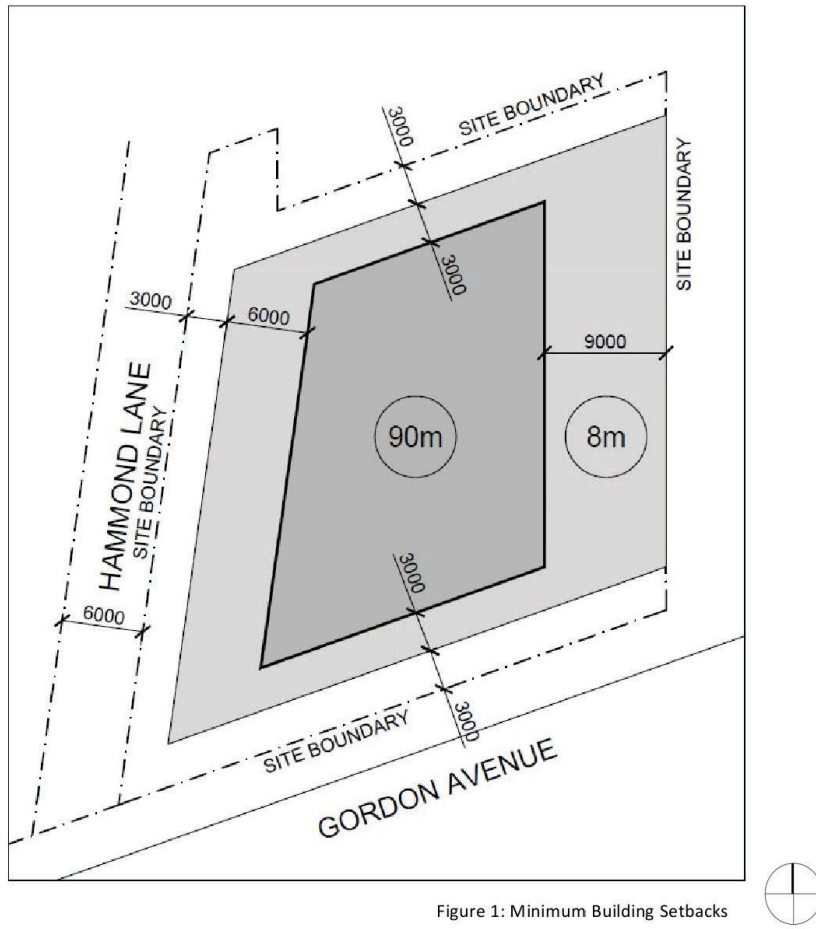 3000
SITE BOUNDARY
SITE BOUNDARY
3000
3000
6000
9000
HAMMOND LANE
SITE BOUNDARY
90m
8m
3000
6000
3000
SITE BOUNDARY
GORDON AVENUE
Figure 1: Minimum Building Setbacks